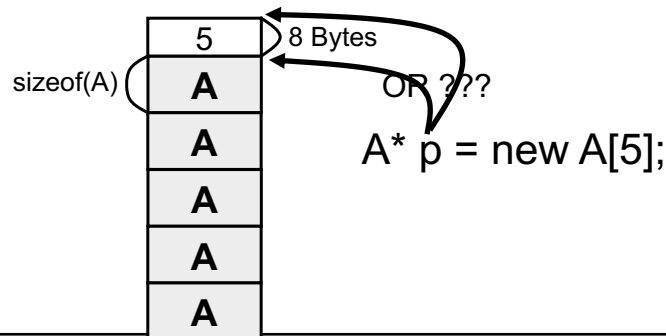 5
8 Bytes
sizeof(A)
A
OR ???
A
A* p = new A[5];
A
A
A